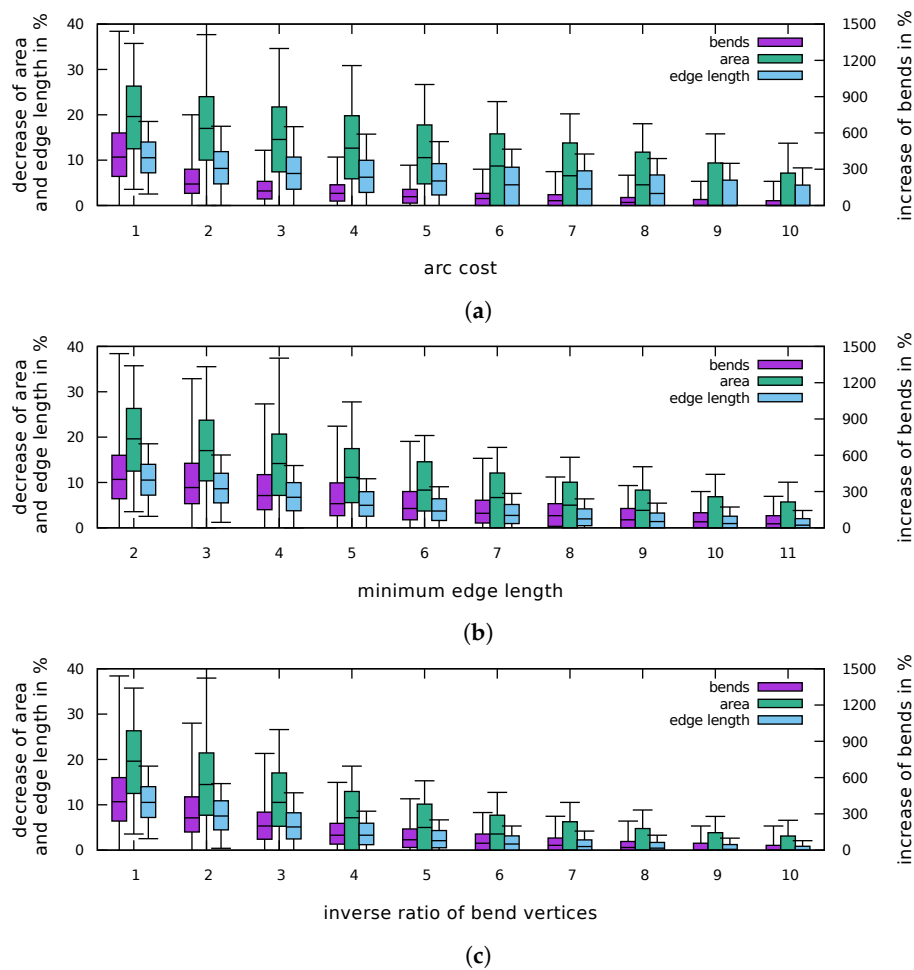 decrease of area
and edge length in %
40
30
20
10
0
bends
area
edge length
1500
1200
900
600
300
0
increase of bends in %
1 2 3 4 5 6 7 8 9 10
arc cost
(a)
decrease of area
and edge length in %
40
30
20
10
0
bends
area
edge length
1500
1200
900
600
300
0
increase of bends in %
2 3 4 5 6 7 8 9 10 11
minimum edge length
(b)
decrease of area
and edge length in %
40
30
20
10
0
bends
area
edge length
1500
1200
900
600
300
0
increase of bends in %
1 2 3 4 5 6 7 8 9 10
inverse ratio of bend vertices
(c)